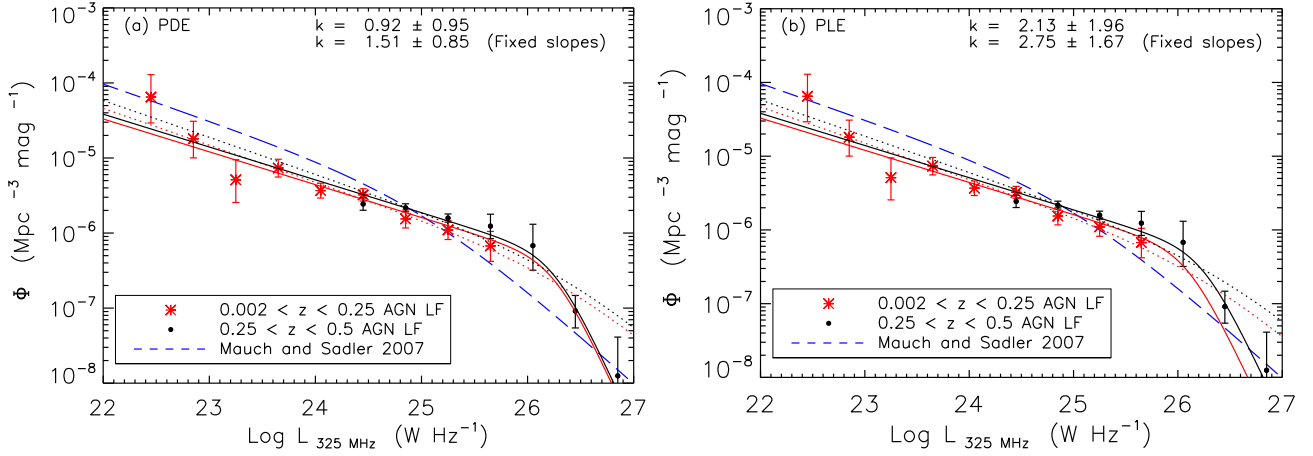 (a) PDE
k = 0.92 ± 0.95
k = 1.51 ± 0.85 (Fixed slopes)
10⁻³
10⁻⁴
10⁻⁵
10⁻⁶
10⁻⁷
10⁻⁸
Φ (Mpc ⁻³ mag ⁻¹)
0.002 < z < 0.25 AGN LF
0.25 < z < 0.5 AGN LF
Mauch and Sadler 2007
22 23 24 25 26 27
Log L 325 MHz (W Hz⁻¹)
(b) PLE
k = 2.13 ± 1.96
k = 2.75 ± 1.67 (Fixed slopes)
10⁻³
10⁻⁴
10⁻⁵
10⁻⁶
10⁻⁷
10⁻⁸
Φ (Mpc ⁻³ mag ⁻¹)
0.002 < z < 0.25 AGN LF
0.25 < z < 0.5 AGN LF
Mauch and Sadler 2007
22 23 24 25 26 27
Log L 325 MHz (W Hz⁻¹)